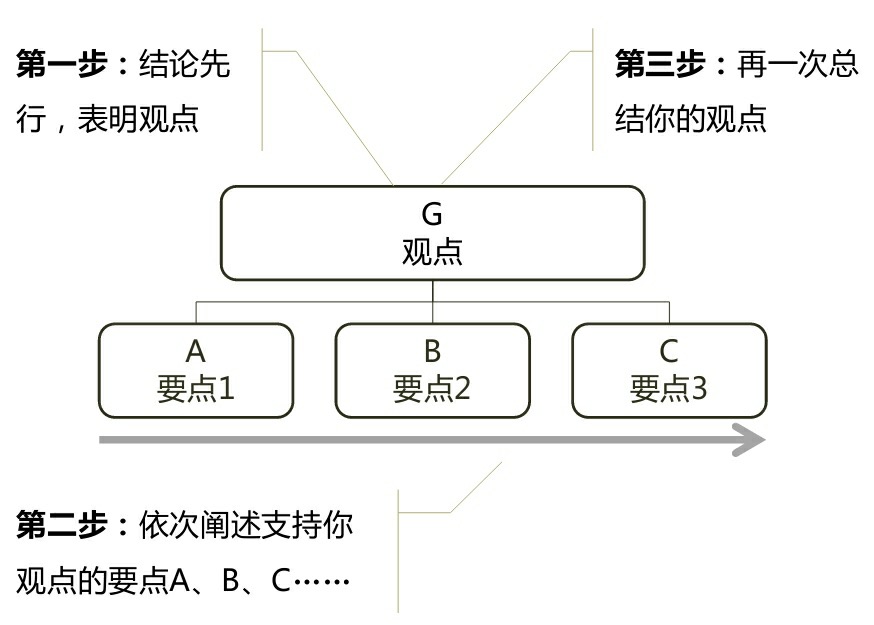 第一步：结论先
行，表明观点
第三步：再一次总
结你的观点
G
观点
A
要点1
B
要点2
C
要点3
第二步：依次阐述支持你
观点的要点A、B、C……